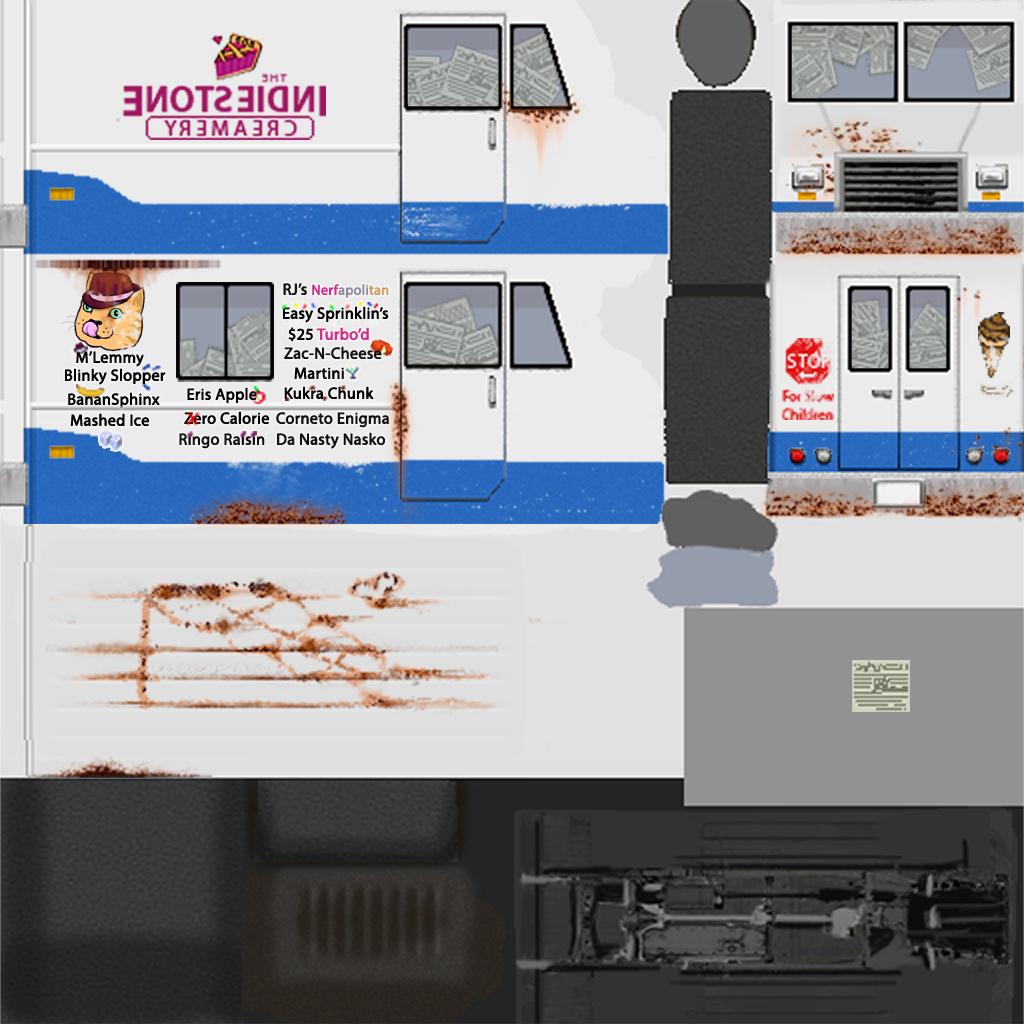 THE
INDIESTONE
CREAMERY
RJ's Nerfapolitan
Easy Sprinklin's
$25 Turbo'd
Zac-N-Cheese
Martini
Kukra Chunk
M'Lemmy
Blinky Slopper
BananSphinx
Mashed Ice
Eris Apple
Zero Calorie
Ringo Raisin
Corneto Enigma
Da Nasty Nasko
STOP
For Slow
Children